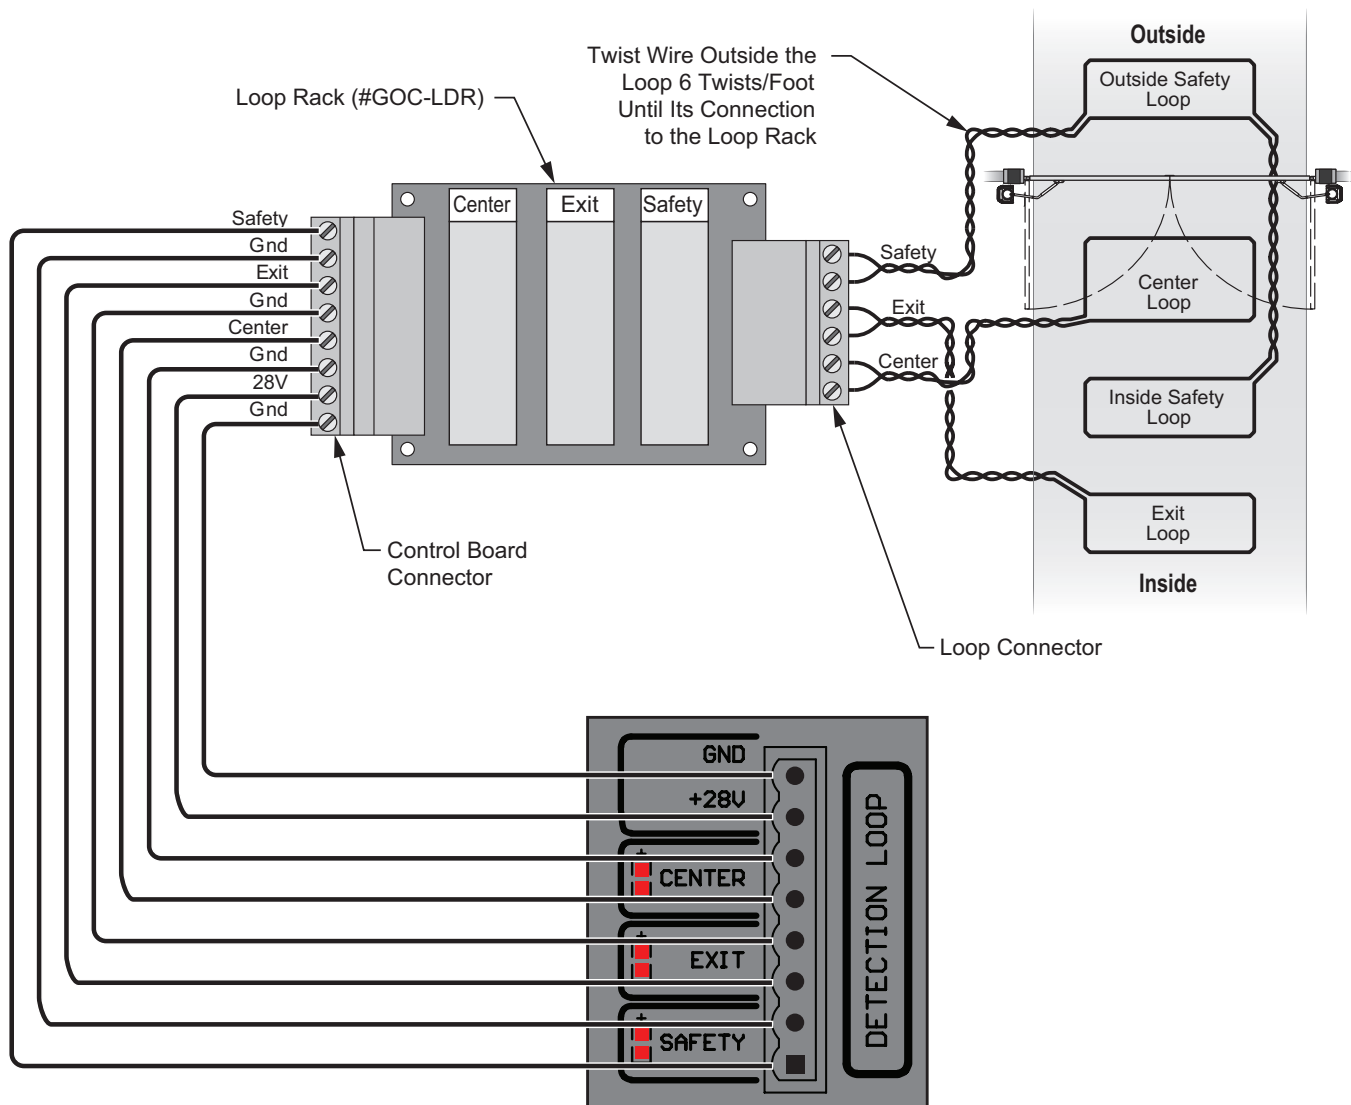 Outside
Twist Wire Outside the
Loop 6 Twists/Foot
Until Its Connection
to the Loop Rack
Outside Safety
Loop
Loop Rack (#GOC-LDR)
Center
Exit
Safety
Safety
Gnd
Exit
Gnd
Center
Gnd
28V
Gnd
Safety
Exit
Center
Center
Loop
Inside Safety
Loop
Exit
Loop
Inside
Control Board
Connector
Loop Connector
GND
+28V
+
CENTER
+
EXIT
+
SAFETY
DETECTION LOOP